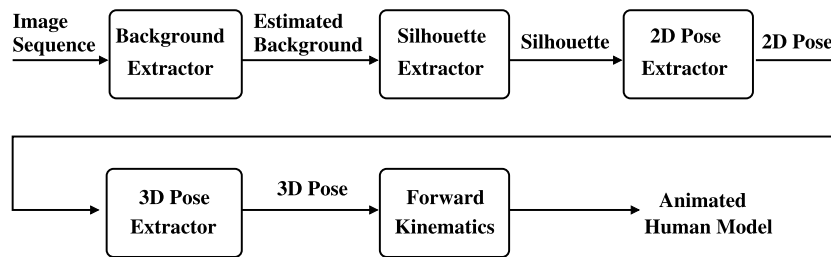 Image
Sequence
Background
Extractor
Estimated
Background
Silhouette
Extractor
Silhouette
2D Pose
Extractor
2D Pose
3D Pose
Extractor
3D Pose
Forward
Kinematics
Animated
Human Model